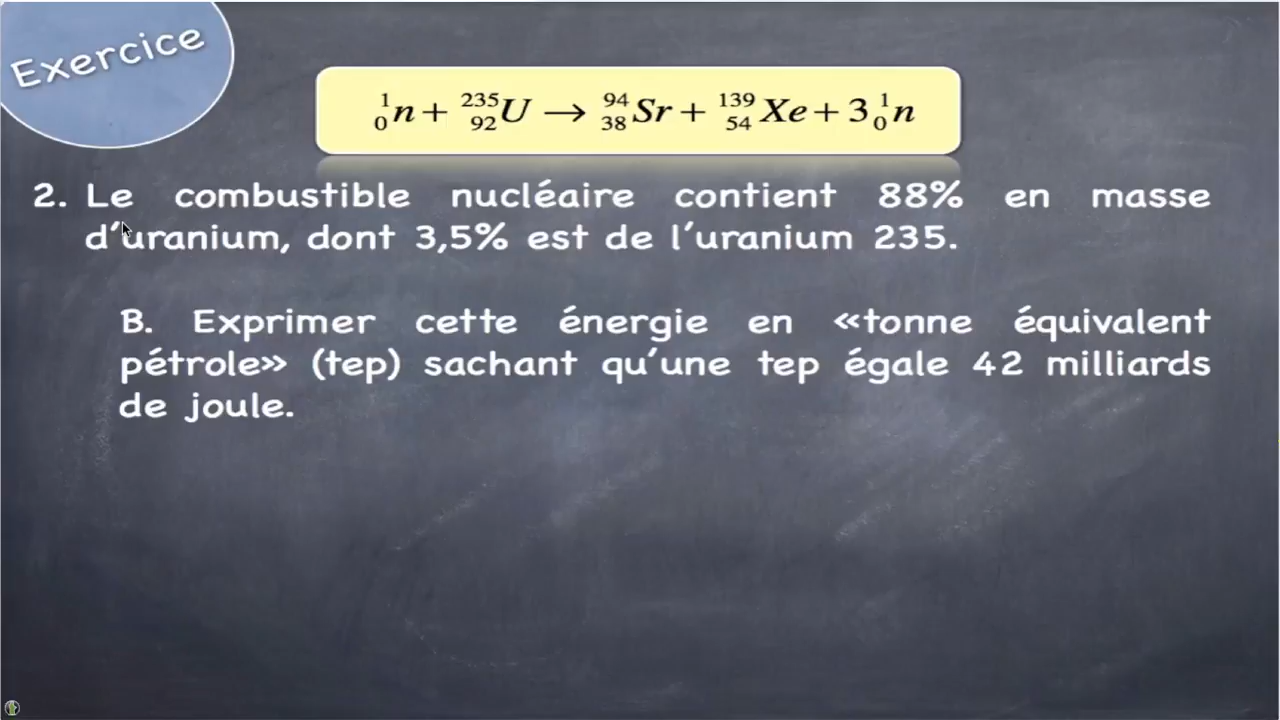 Exercice
¹₀n + ²³⁵₉₂U → ⁹⁴₃₈Sr + ¹³⁹₅₄Xe + 3 ¹₀n
2. Le combustible nucléaire contient 88% en masse
d'uranium, dont 3,5% est de l'uranium 235.
B. Exprimer cette énergie en «tonne équivalent
pétrole» (tep) sachant qu'une tep égale 42 milliards
de joule.